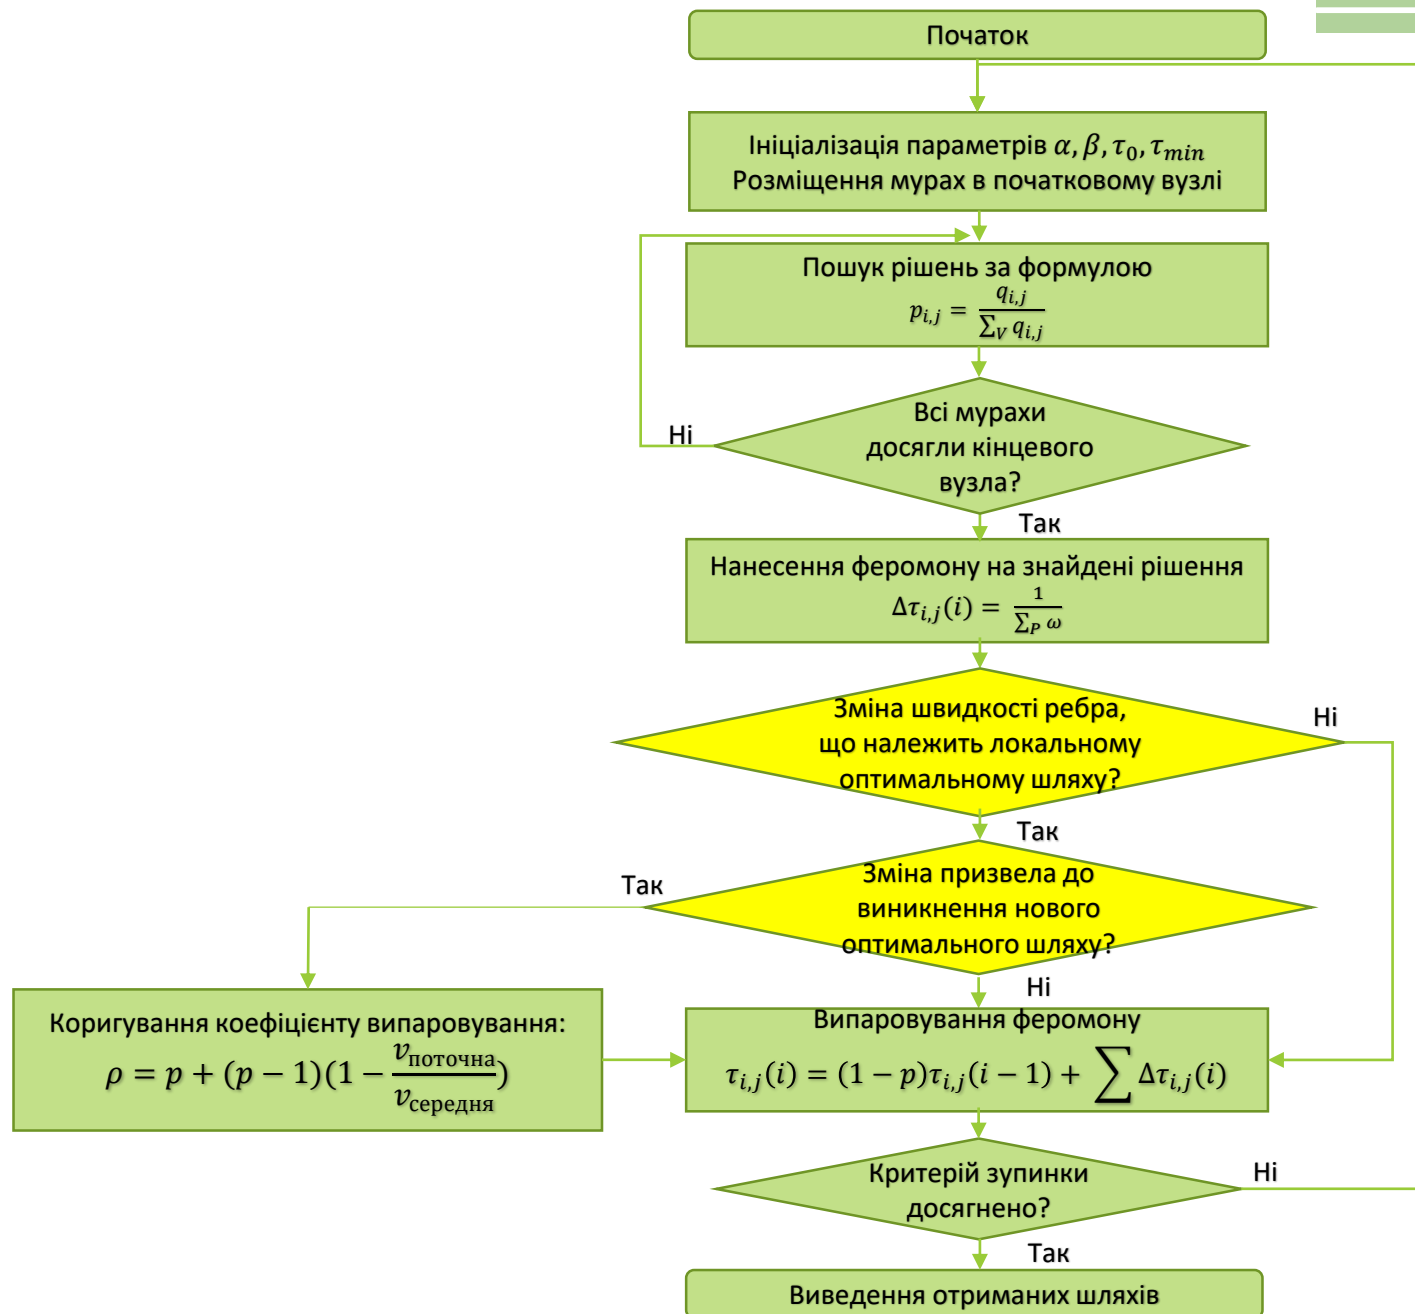 Початок
Ініціалізація параметрів α, β, τ₀, τ_min
Розміщення мурах в початковому вузлі
Пошук рішень за формулою
p_{i,j} = q_{i,j} / ∑_V q_{i,j}
Всі мурахи
досягли кінцевого
вузла?
Ні
Так
Нанесення феромону на знайдені рішення
Δτ_{i,j}(i) = 1 / ∑_P ω
Зміна швидкості ребра,
що належить локальному
оптимальному шляху?
Ні
Так
Зміна призвела до
виникнення нового
оптимального шляху?
Так
Ні
Коригування коефіцієнту випаровування:
ρ = p + (p − 1)(1 − v_поточна / v_середня)
Випаровування феромону
τ_{i,j}(i) = (1 − p)τ_{i,j}(i − 1) + ∑ Δτ_{i,j}(i)
Критерій зупинки
досягнено?
Ні
Так
Виведення отриманих шляхів